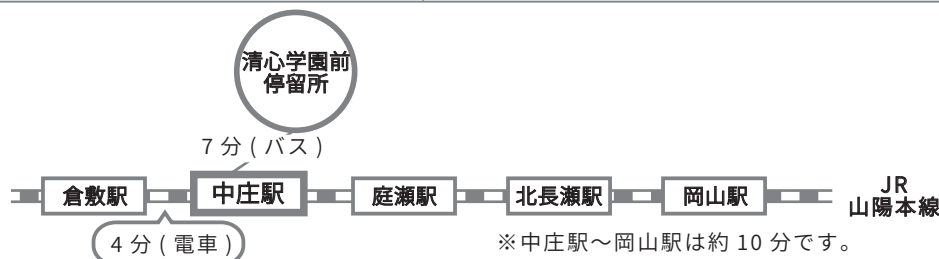 清心学園前
停留所
7分(バス)
倉敷駅
中庄駅
庭瀬駅
北長瀬駅
岡山駅
JR
山陽本線
4分(電車)
※中庄駅～岡山駅は約10分です。